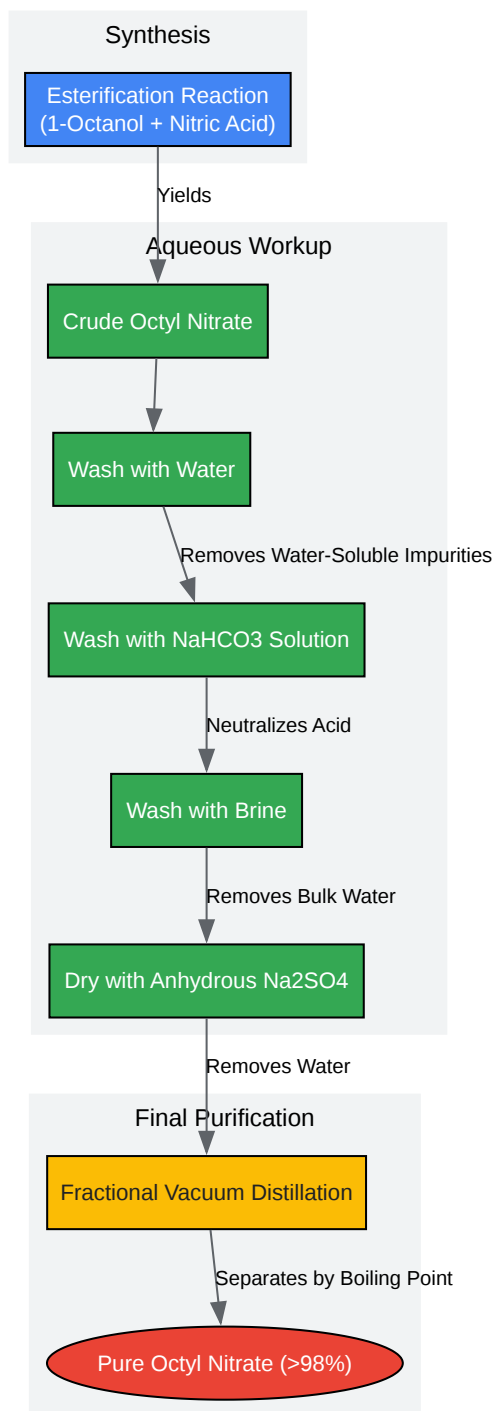 Synthesis
Esterification Reaction
(1-Octanol + Nitric Acid)
Yields
Aqueous Workup
Crude Octyl Nitrate
Wash with Water
Removes Water-Soluble Impurities
Wash with NaHCO3 Solution
Neutralizes Acid
Wash with Brine
Removes Bulk Water
Dry with Anhydrous Na2SO4
Removes Water
Final Purification
Fractional Vacuum Distillation
Separates by Boiling Point
Pure Octyl Nitrate (>98%)